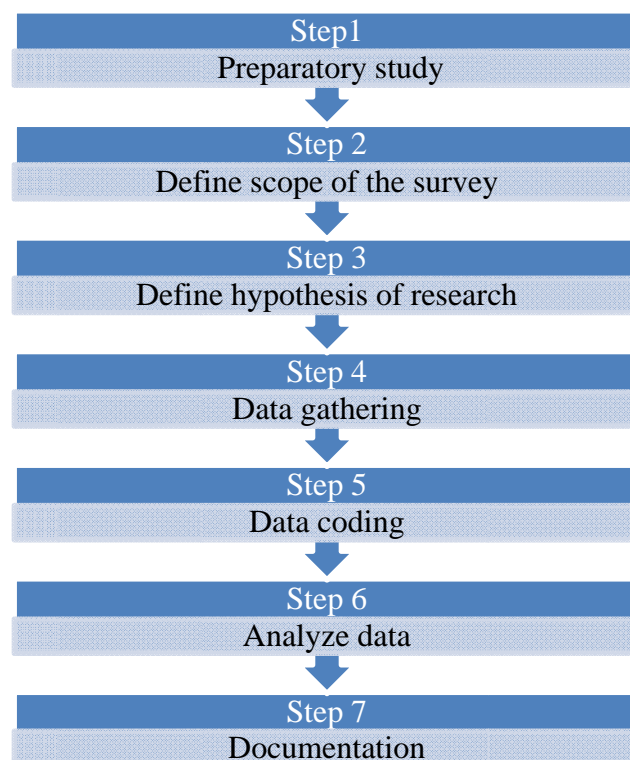 Step1
Preparatory study
Step 2
Define scope of the survey
Step 3
Define hypothesis of research
Step 4
Data gathering
Step 5
Data coding
Step 6
Analyze data
Step 7
Documentation